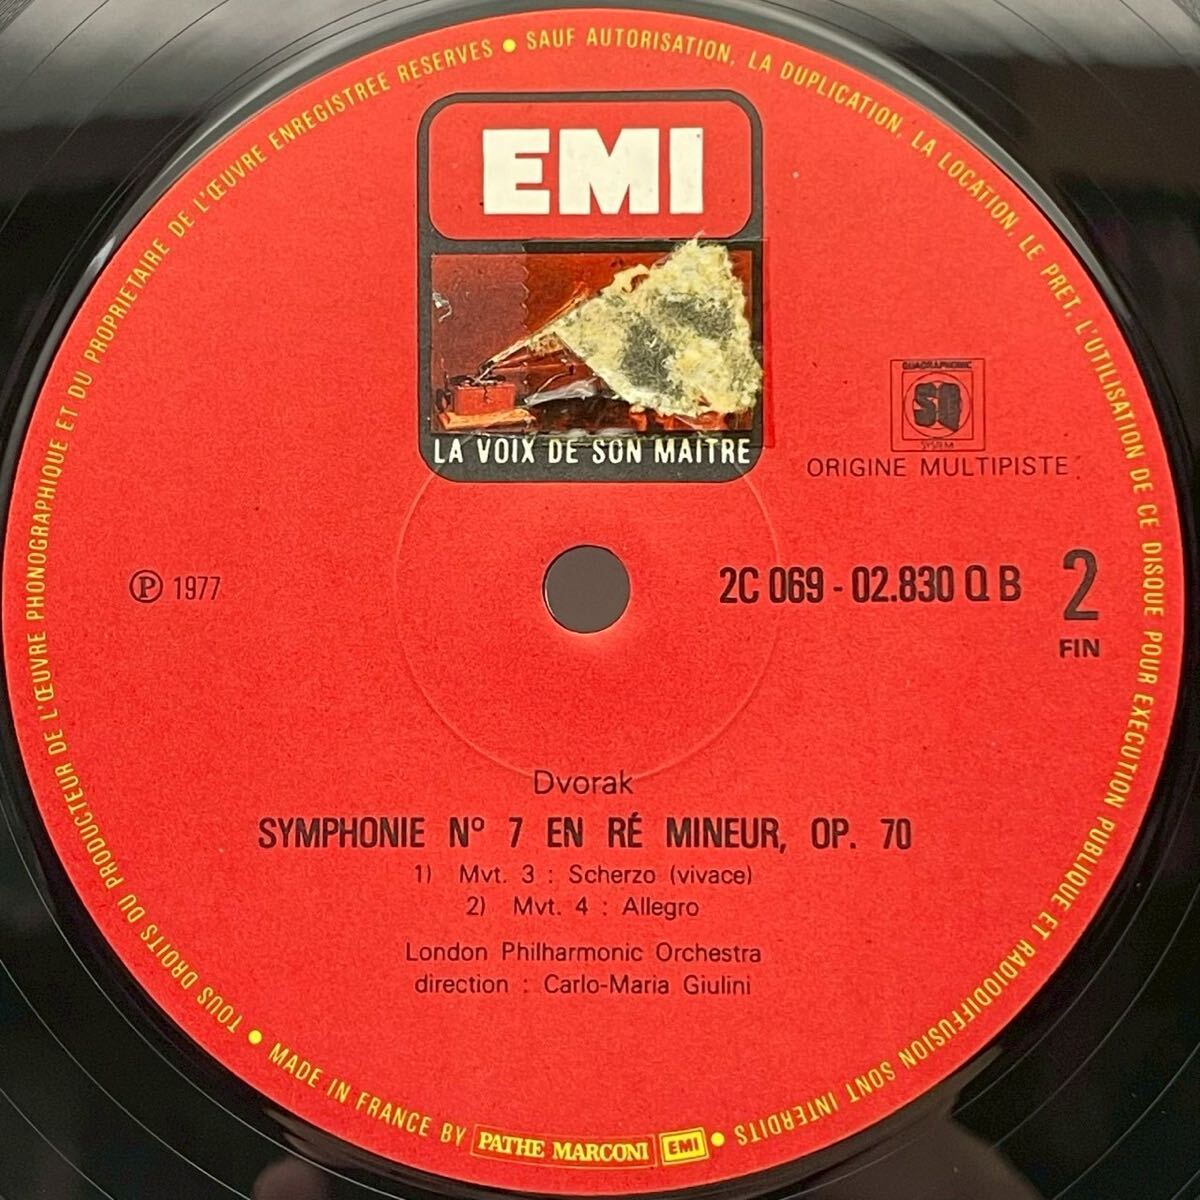 TOUS DROITS DU PRODUCTEUR DE L'ŒUVRE PHONOGRAPHIQUE ET DU PROPRIETAIRE DE L'ŒUVRE ENREGISTREE RESERVES • SAUF AUTORISATION, LA DUPLICATION, LA LOCATION, LE PRET, L'UTILISATION DE CE DISQUE POUR EXECUTION PUBLIQUE ET RADIODIFFUSION SONT INTERDITS •
EMI
LA VOIX DE SON MAITRE
QUADRAPHONIC
SQ
SYSTEM
ORIGINE MULTIPISTE
℗ 1977
2C 069 - 02.830 Q B
2
FIN
Dvorak
SYMPHONIE Nº 7 EN RÉ MINEUR, OP. 70
1) Mvt. 3 : Scherzo (vivace)
2) Mvt. 4 : Allegro
London Philharmonic Orchestra
direction : Carlo-Maria Giulini
• MADE IN FRANCE BY PATHE MARCONI EMI